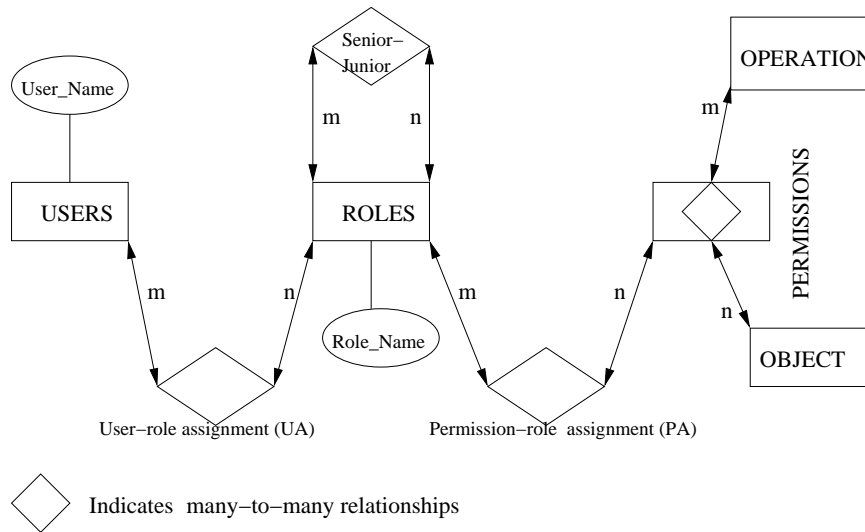 Senior−
Junior
OPERATION
User_Name
m
n
m
USERS
ROLES
PERMISSIONS
m
n
m
n
n
Role_Name
OBJECT
User−role assignment (UA)
Permission−role assignment (PA)
Indicates many−to−many relationships